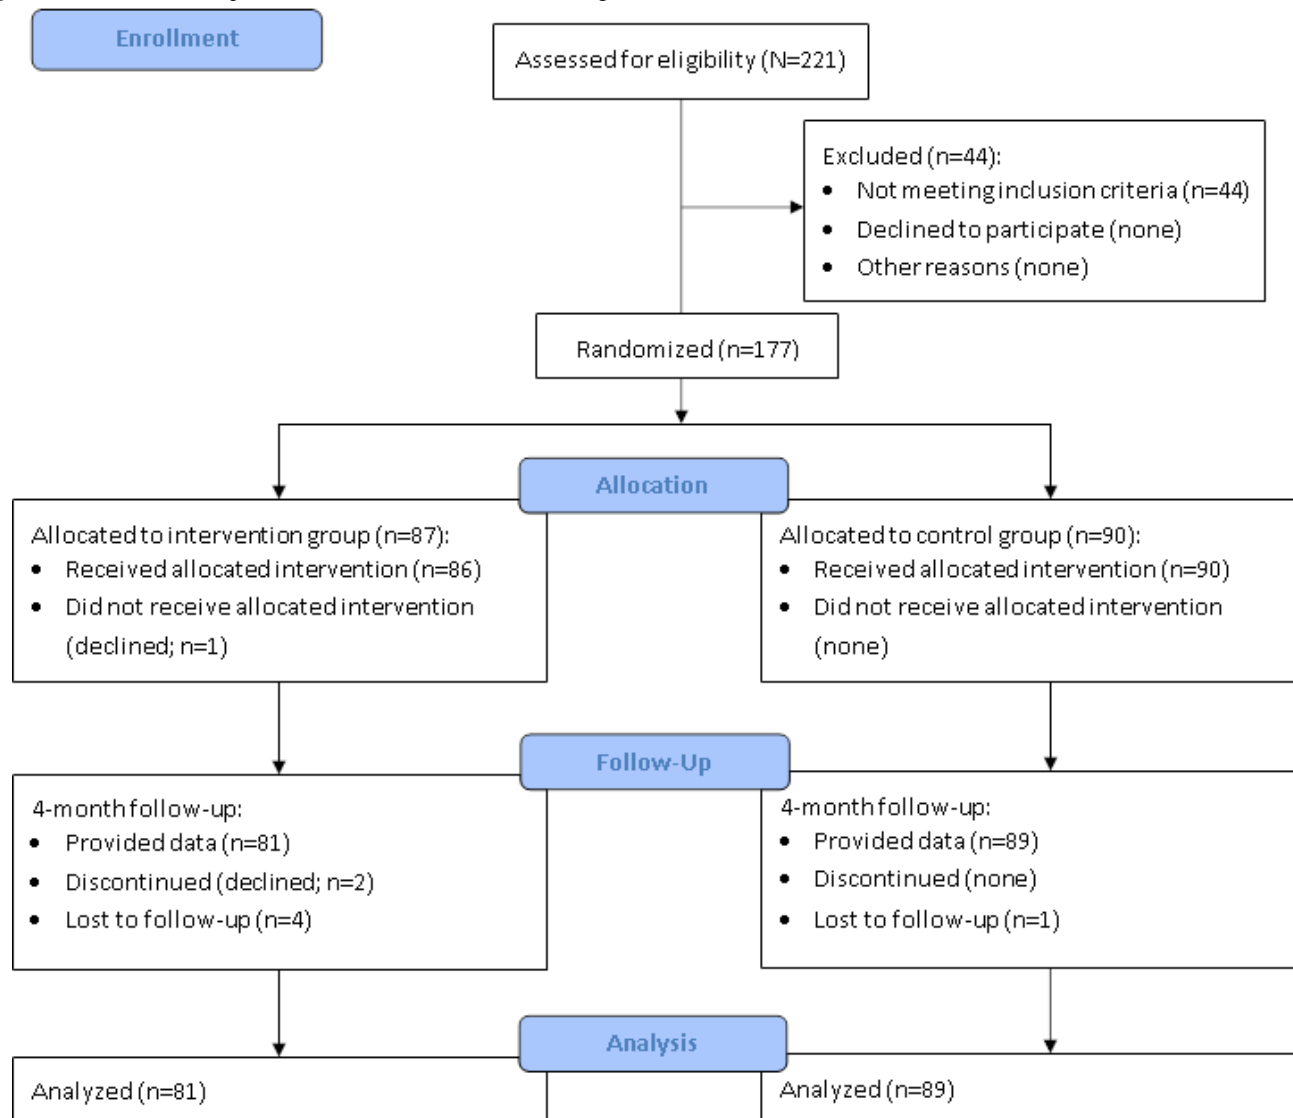 Enrollment
Assessed for eligibility (N=221)
Excluded (n=44):
• Not meeting inclusion criteria (n=44)
• Declined to participate (none)
• Other reasons (none)
Randomized (n=177)
Allocation
Allocated to intervention group (n=87):
• Received allocated intervention (n=86)
• Did not receive allocated intervention
(declined; n=1)
Allocated to control group (n=90):
• Received allocated intervention (n=90)
• Did not receive allocated intervention
(none)
Follow-Up
4-month follow-up:
• Provided data (n=81)
• Discontinued (declined; n=2)
• Lost to follow-up (n=4)
4-month follow-up:
• Provided data (n=89)
• Discontinued (none)
• Lost to follow-up (n=1)
Analysis
Analyzed (n=81)
Analyzed (n=89)